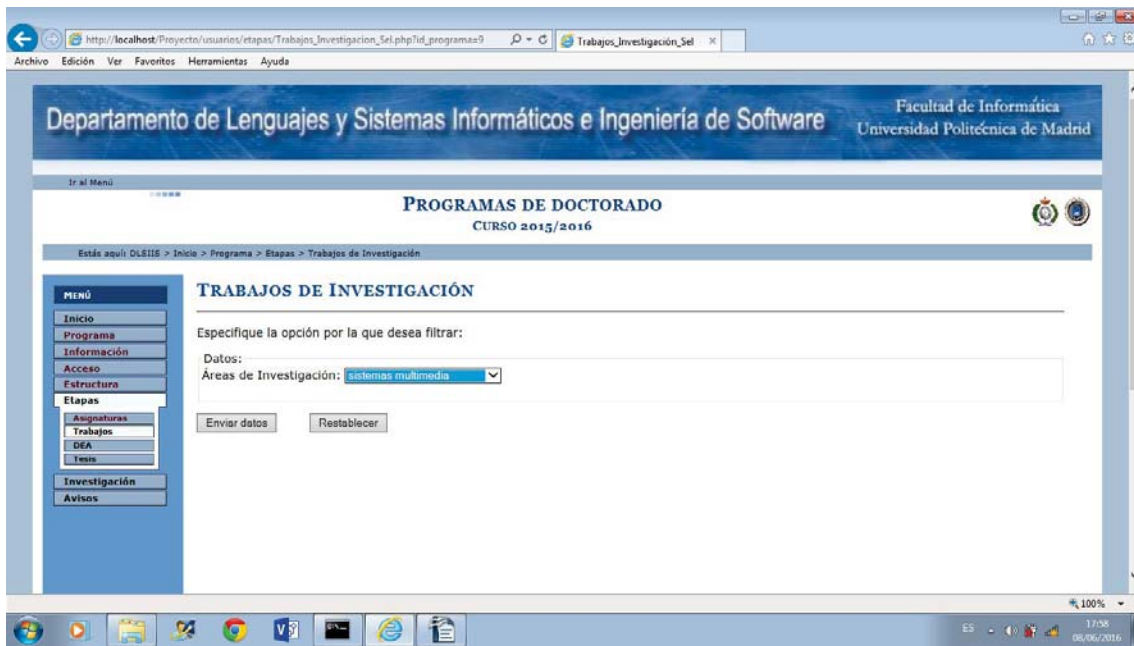 http://localhost/Proyecto/usuarios/etapas/Trabajos_Investigacion_Sel.php?id_programa=9
Trabajos_Investigación_Sel
Archivo Edición Ver Favoritos Herramientas Ayuda
Departamento de Lenguajes y Sistemas Informáticos e Ingeniería de Software
Facultad de Informática
Universidad Politécnica de Madrid
Ir al Menú
PROGRAMAS DE DOCTORADO
CURSO 2015/2016
Estás aquí: DLSIIS > Inicio > Programa > Etapas > Trabajos de Investigación
MENÚ
Inicio
Programa
Información
Acceso
Estructura
Etapas
Asignaturas
Trabajos
DEA
Tesis
Investigación
Avisos
TRABAJOS DE INVESTIGACIÓN
Especifique la opción por la que desea filtrar:
Datos:
Áreas de Investigación: sistemas multimedia
Enviar datos Restablecer
100%
ES
17:58
08/06/2016